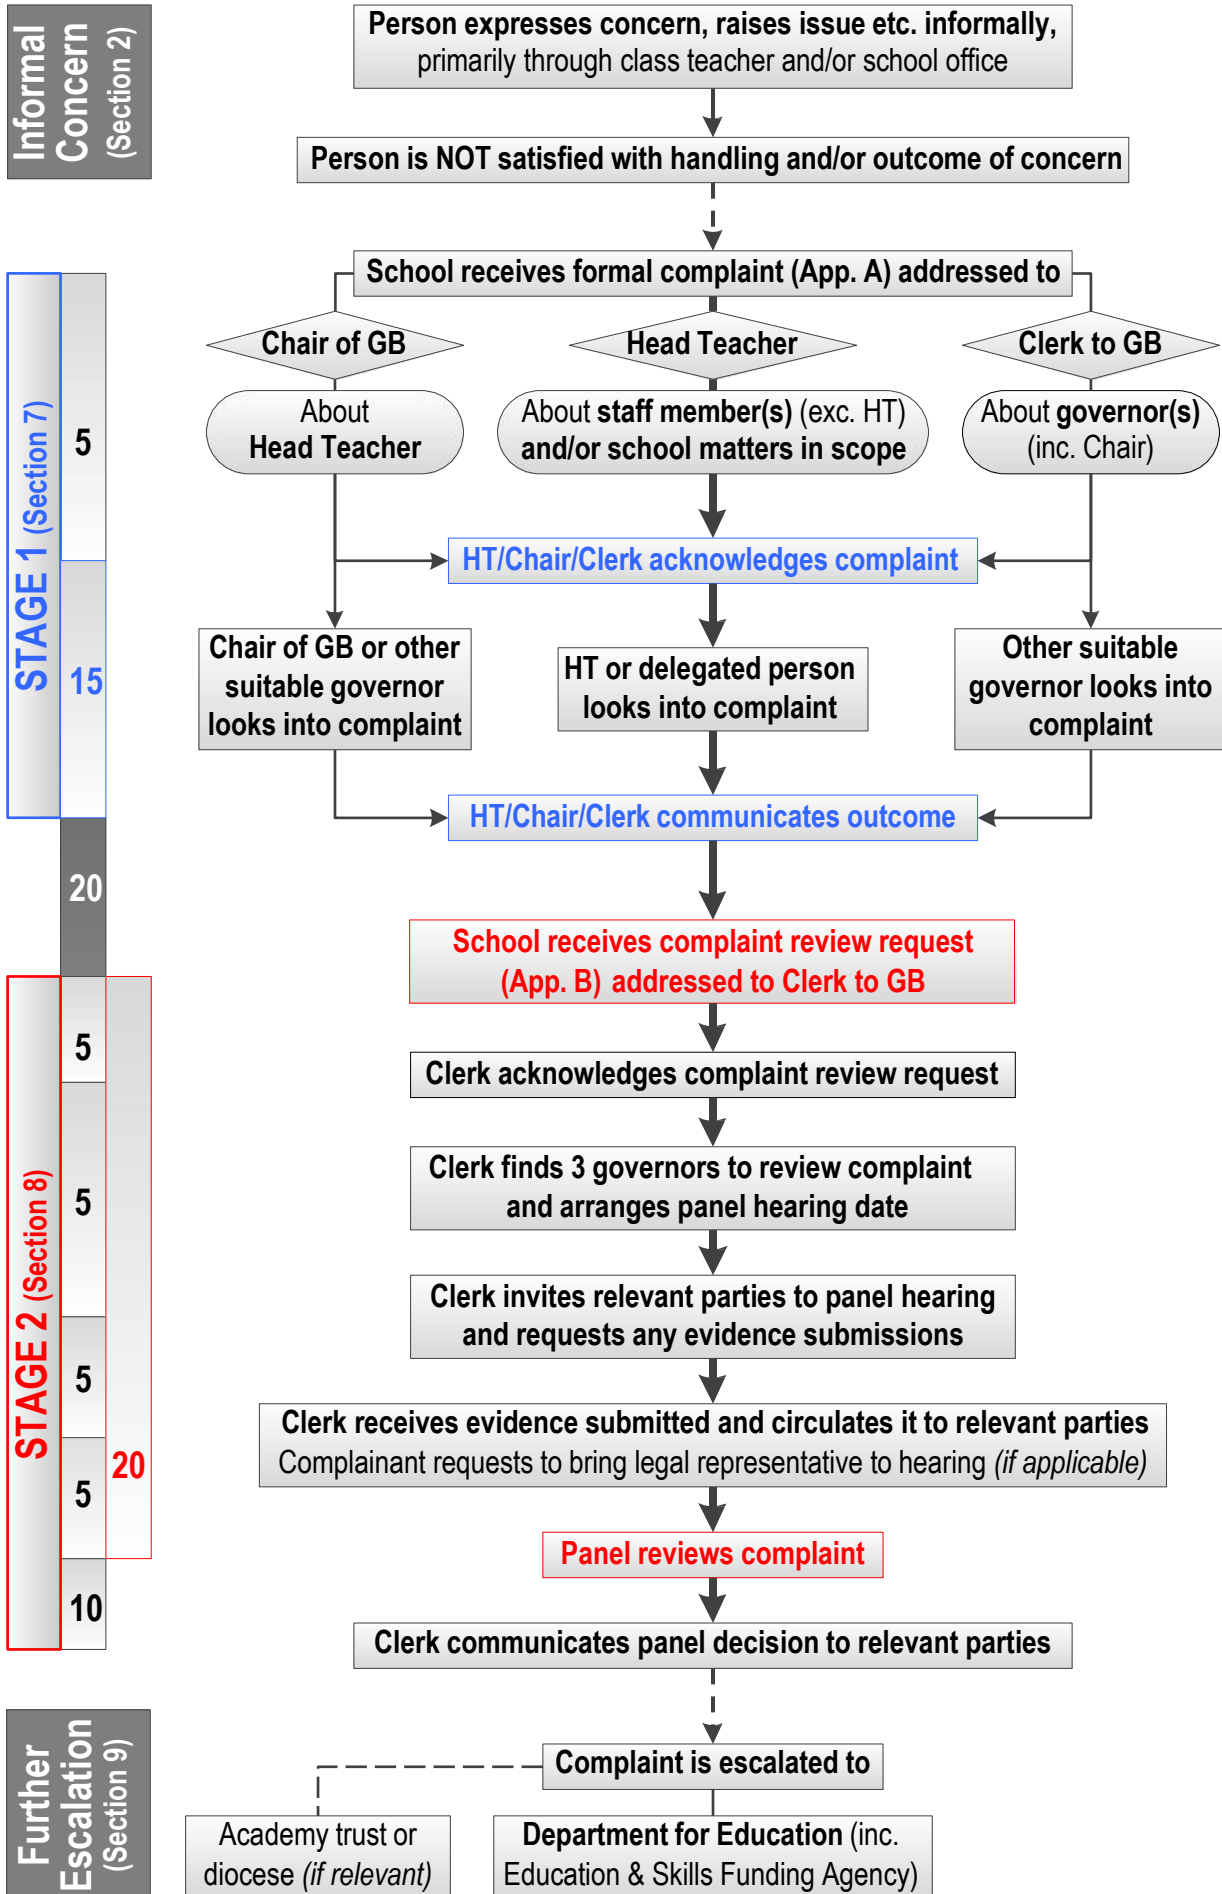 Informal
Concern
(Section 2)
Person expresses concern, raises issue etc. informally,
primarily through class teacher and/or school office
Person is NOT satisfied with handling and/or outcome of concern
STAGE 1 (Section 7)
5
15
School receives formal complaint (App. A) addressed to
Chair of GB
Head Teacher
Clerk to GB
About
Head Teacher
About staff member(s) (exc. HT)
and/or school matters in scope
About governor(s)
(inc. Chair)
HT/Chair/Clerk acknowledges complaint
Chair of GB or other
suitable governor
looks into complaint
HT or delegated person
looks into complaint
Other suitable
governor looks into
complaint
HT/Chair/Clerk communicates outcome
20
School receives complaint review request
(App. B) addressed to Clerk to GB
STAGE 2 (Section 8)
5
5
5
5
20
10
Clerk acknowledges complaint review request
Clerk finds 3 governors to review complaint
and arranges panel hearing date
Clerk invites relevant parties to panel hearing
and requests any evidence submissions
Clerk receives evidence submitted and circulates it to relevant parties
Complainant requests to bring legal representative to hearing (if applicable)
Panel reviews complaint
Clerk communicates panel decision to relevant parties
Further
Escalation
(Section 9)
Complaint is escalated to
Academy trust or
diocese (if relevant)
Department for Education (inc.
Education & Skills Funding Agency)